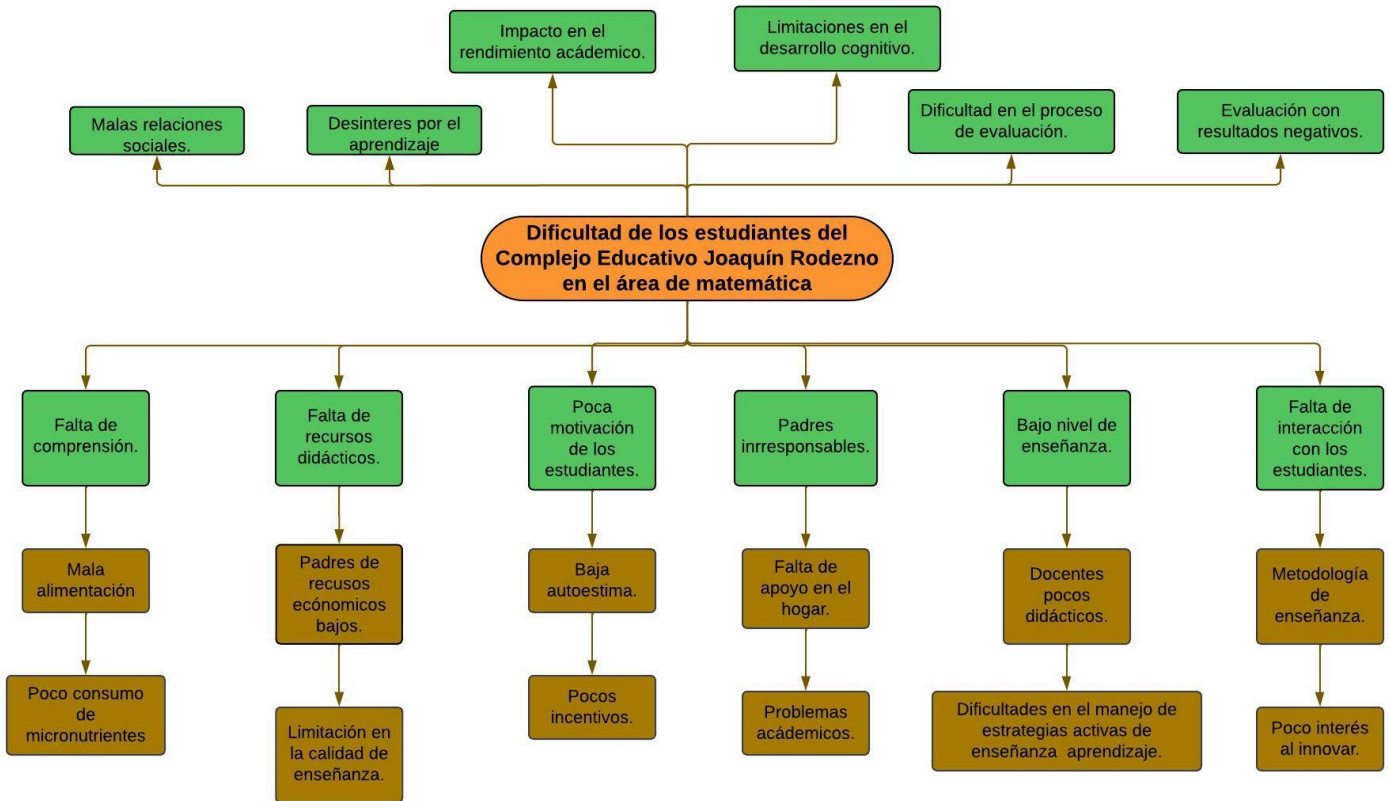 Impacto en el
rendimiento académico.
Limitaciones en el
desarrollo cognitivo.
Malas relaciones
sociales.
Desinteres por el
aprendizaje
Dificultad en el proceso
de evaluación.
Evaluación con
resultados negativos.
Dificultad de los estudiantes del
Complejo Educativo Joaquín Rodezno
en el área de matemática
Falta de
comprensión.
Falta de
recursos
didácticos.
Poca
motivación
de los
estudiantes.
Padres
inrresponsables.
Bajo nivel de
enseñanza.
Falta de
interacción
con los
estudiantes.
Mala
alimentación
Padres de
recusos
ecónomicos
bajos.
Baja
autoestima.
Falta de
apoyo en el
hogar.
Docentes
pocos
didácticos.
Metodología
de
enseñanza.
Poco consumo
de
micronutrientes
Limitación en
la calidad de
enseñanza.
Pocos
incentivos.
Problemas
acádemicos.
Dificultades en el manejo de
estrategias activas de
enseñanza  aprendizaje.
Poco interés
al innovar.